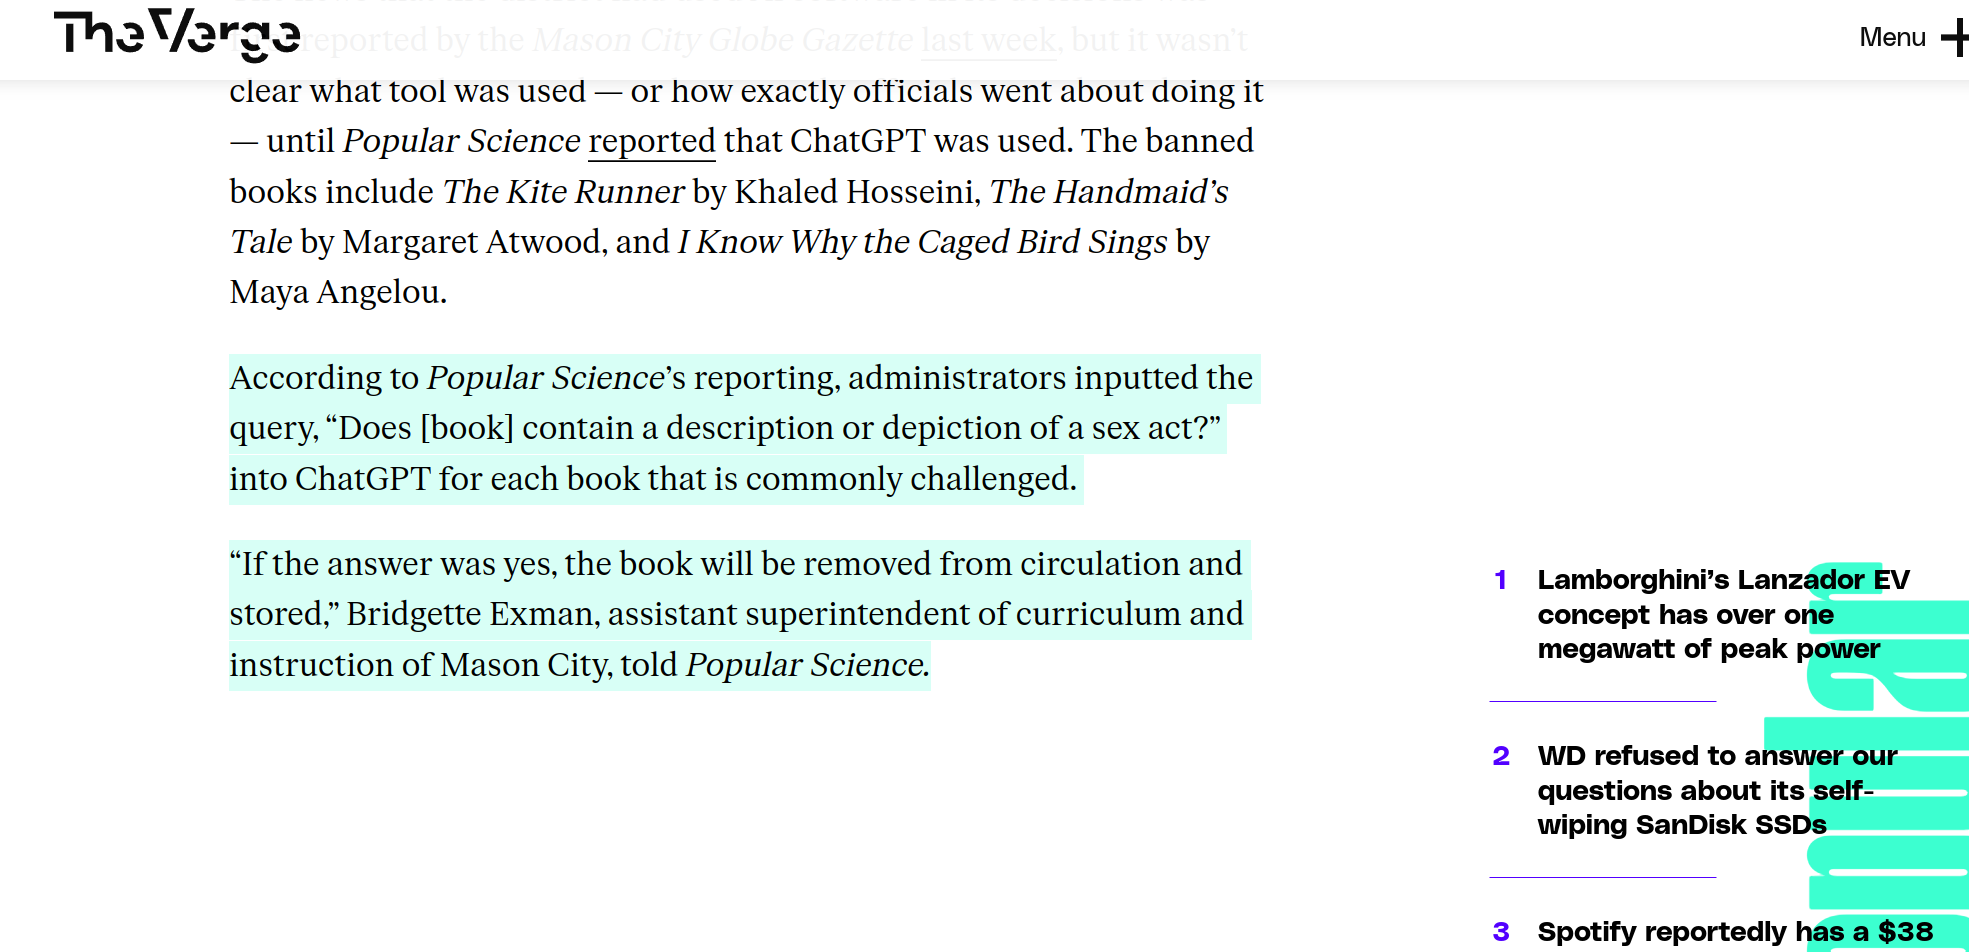 The Verge
Menu
reported by the Mason City Globe Gazette last week, but it wasn’t
clear what tool was used — or how exactly officials went about doing it
— until Popular Science reported that ChatGPT was used. The banned
books include The Kite Runner by Khaled Hosseini, The Handmaid’s
Tale by Margaret Atwood, and I Know Why the Caged Bird Sings by
Maya Angelou.
According to Popular Science’s reporting, administrators inputted the
query, “Does [book] contain a description or depiction of a sex act?”
into ChatGPT for each book that is commonly challenged.
“If the answer was yes, the book will be removed from circulation and
stored,” Bridgette Exman, assistant superintendent of curriculum and
instruction of Mason City, told Popular Science.
1 Lamborghini’s Lanzador EV
concept has over one
megawatt of peak power
2 WD refused to answer our
questions about its self-
wiping SanDisk SSDs
3 Spotify reportedly has a $38